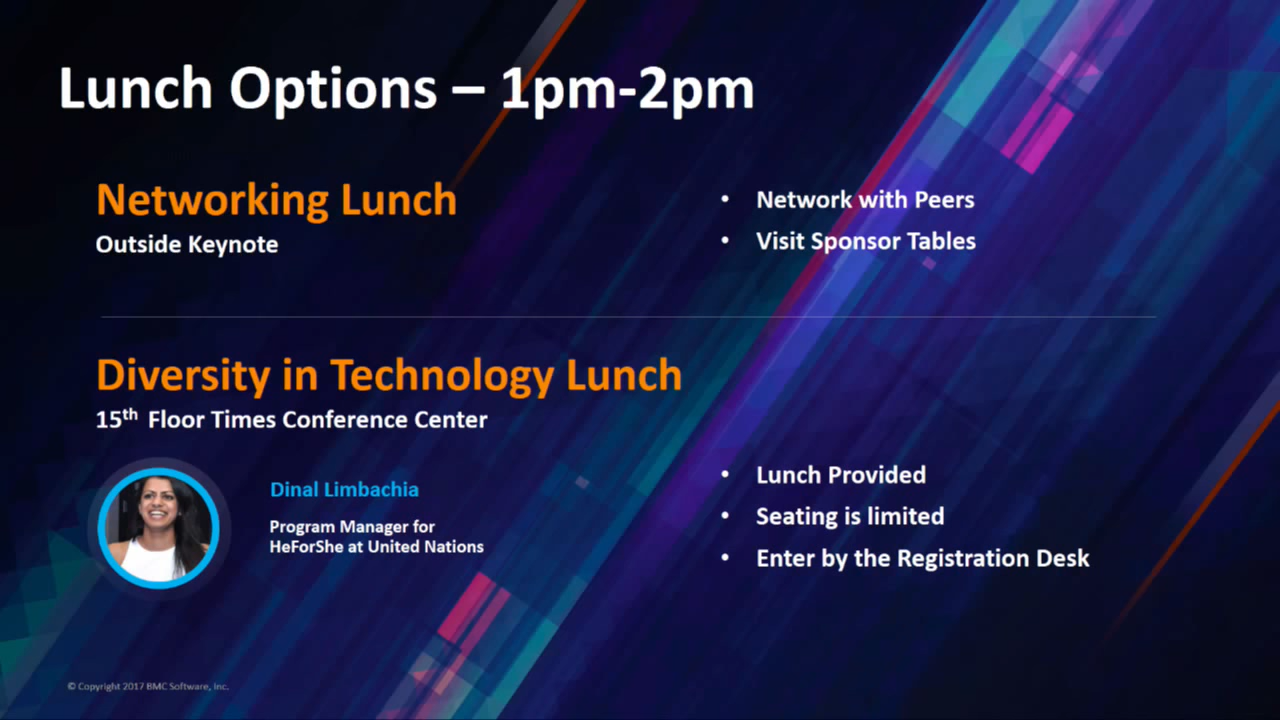 Lunch Options – 1pm-2pm
Networking Lunch
Outside Keynote
• Network with Peers
• Visit Sponsor Tables
Diversity in Technology Lunch
15th Floor Times Conference Center
Dinal Limbachia
Program Manager for
HeForShe at United Nations
• Lunch Provided
• Seating is limited
• Enter by the Registration Desk
© Copyright 2017 BMC Software, Inc.